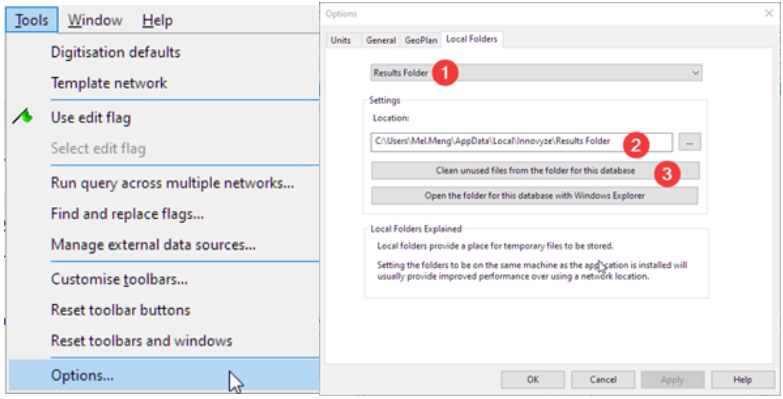 Tools Window Help
Digitisation defaults
Template network
Use edit flag
Select edit flag
Run query across multiple networks...
Find and replace flags...
Manage external data sources...
Customise toolbars...
Reset toolbar buttons
Reset toolbars and windows
Options...
Options
Units General GeoPlan Local Folders
Results Folder 1
Settings
Location:
C:\Users\Mel.Meng\AppData\Local\Innovyze\Results Folder 2 ...
Clean unused files from the folder for this database 3
Open the folder for this database with Windows Explorer
Local Folders Explained
Local folders provide a place for temporary files to be stored.
Setting the folders to be on the same machine as the application is installed will
usually provide improved performance over using a network location.
OK Cancel Apply Help